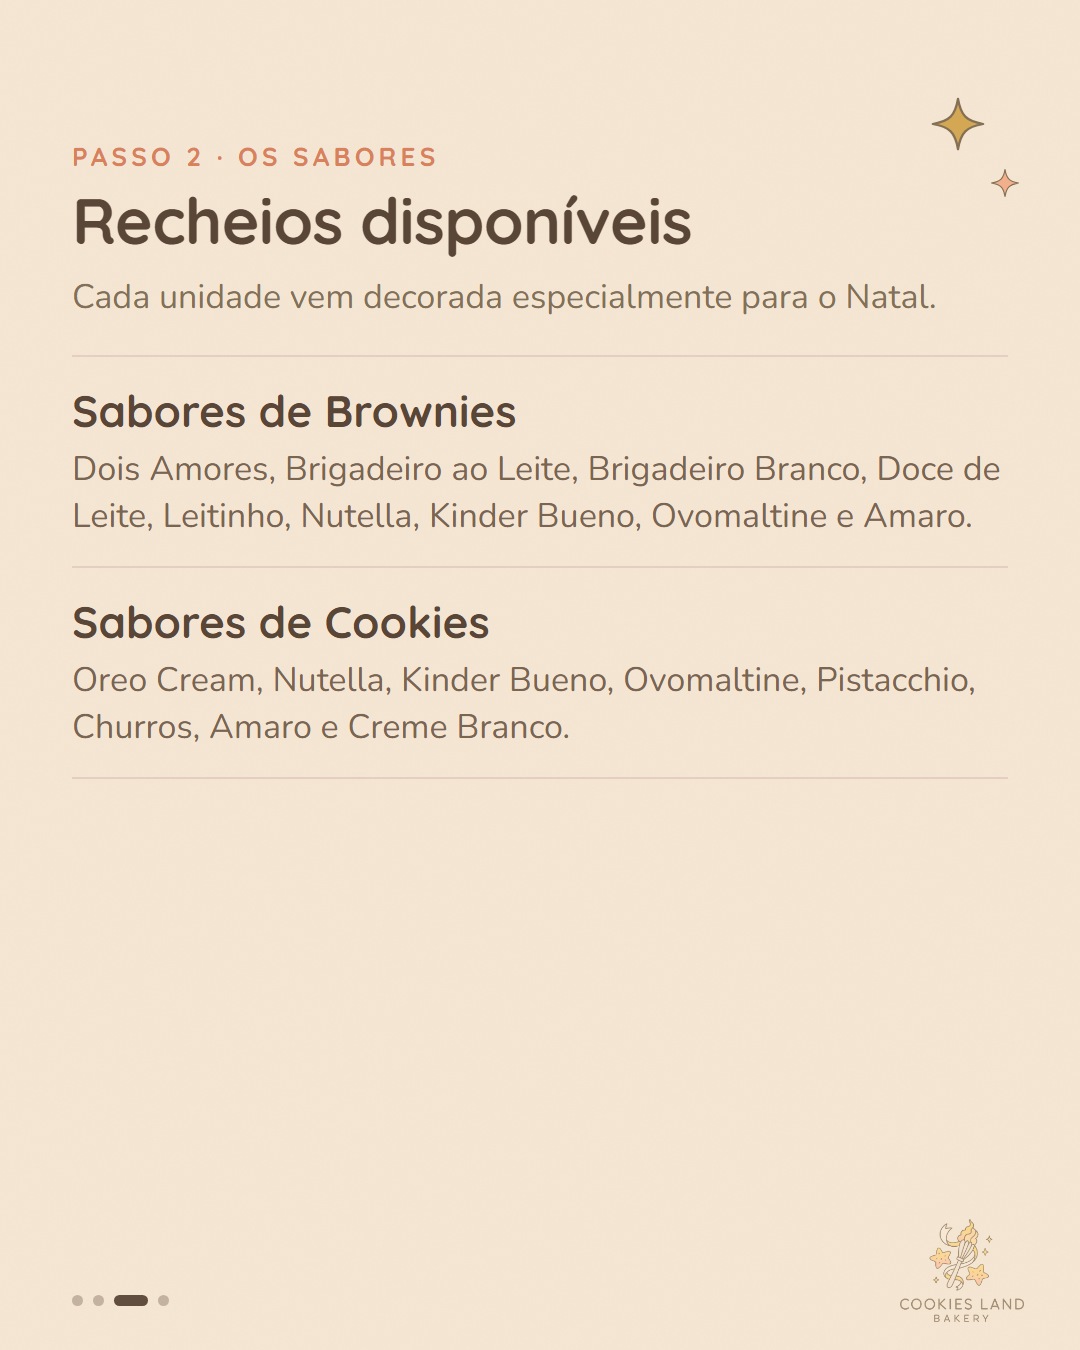 PASSO 2 · OS SABORES
Recheios disponíveis
Cada unidade vem decorada especialmente para o Natal.
Sabores de Brownies
Dois Amores, Brigadeiro ao Leite, Brigadeiro Branco, Doce de
Leite, Leitinho, Nutella, Kinder Bueno, Ovomaltine e Amaro.
Sabores de Cookies
Oreo Cream, Nutella, Kinder Bueno, Ovomaltine, Pistacchio,
Churros, Amaro e Creme Branco.
COOKIES LAND
BAKERY